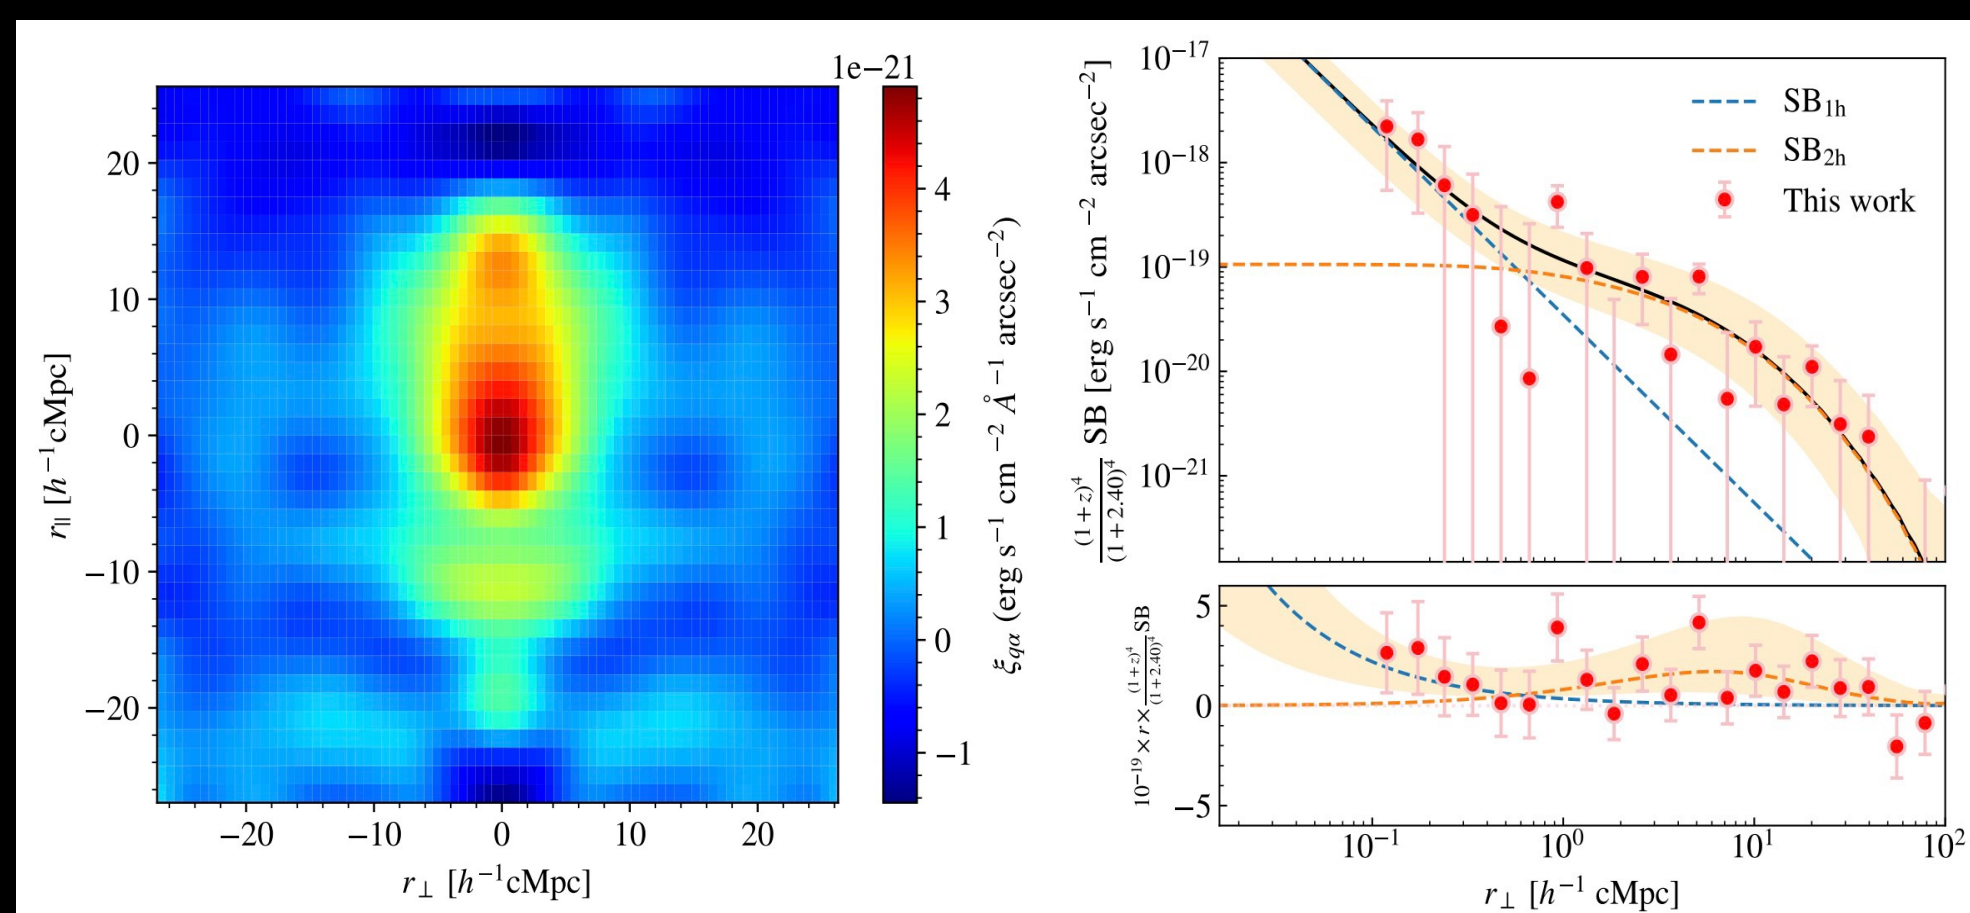 1e−21
20
10
0
−10
−20
−20 −10 0 10 20
r⊥ [h⁻¹cMpc]
r∥ [h⁻¹cMpc]
4
3
2
1
0
−1
ξqα (erg s⁻¹ cm⁻² Å⁻¹ arcsec⁻²)
10⁻¹⁷
10⁻¹⁸
10⁻¹⁹
10⁻²⁰
10⁻²¹
(1+z)⁴/(1+2.40)⁴ SB [erg s⁻¹ cm⁻² arcsec⁻²]
SB₁ₕ
SB₂ₕ
This work
5
0
−5
10⁻¹⁹ × r × (1+z)⁴/(1+2.40)⁴ SB
10⁻¹ 10⁰ 10¹ 10²
r⊥ [h⁻¹ cMpc]